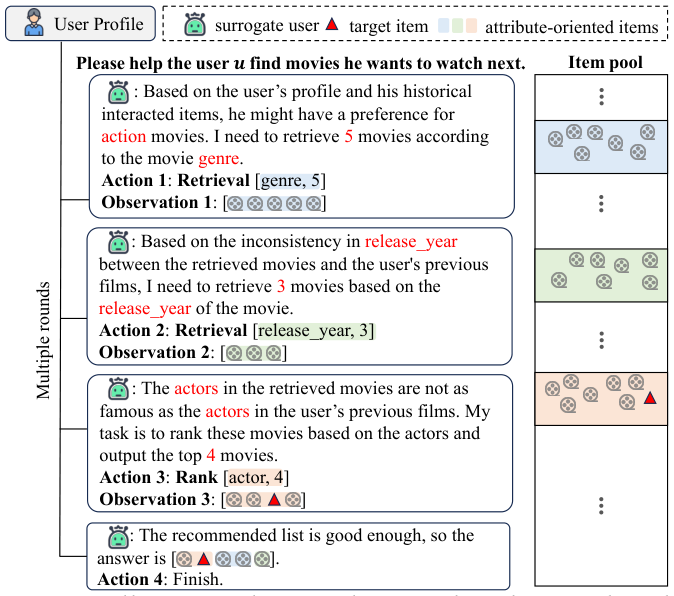 User Profile
surrogate user
target item
attribute-oriented items
Please help the user u find movies he wants to watch next.
Item pool
: Based on the user's profile and his historical
interacted items, he might have a preference for
action movies. I need to retrieve 5 movies according
to the movie genre.
Action 1: Retrieval [genre, 5]
Observation 1: [ ]
: Based on the inconsistency in release_year
between the retrieved movies and the user's previous
films, I need to retrieve 3 movies based on the
release_year of the movie.
Action 2: Retrieval [release_year, 3]
Observation 2: [ ]
: The actors in the retrieved movies are not as
famous as the actors in the user's previous films. My
task is to rank these movies based on the actors and
output the top 4 movies.
Action 3: Rank [actor, 4]
Observation 3: [ ]
: The recommended list is good enough, so the
answer is [ ].
Action 4: Finish.
Multiple rounds